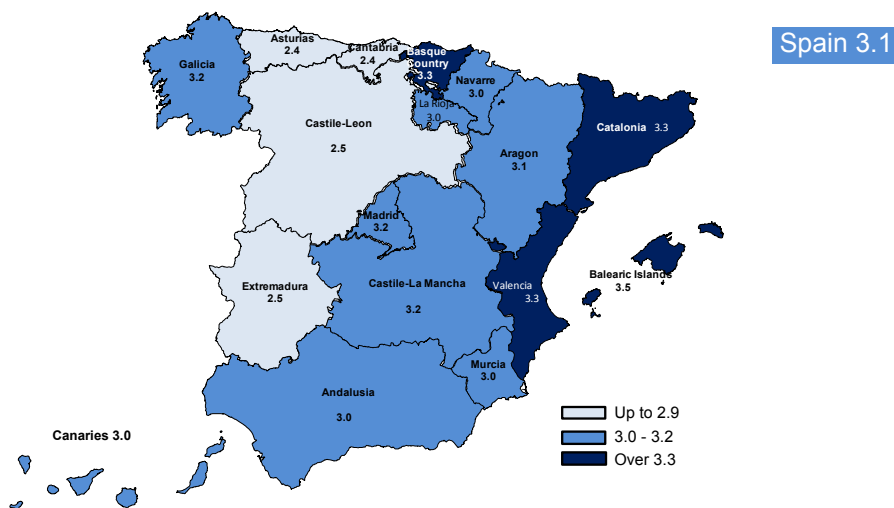 Spain 3.1
Asturias
2.4
Cantabria
2.4
Basque
Country
3.3
Galicia
3.2
Navarre
3.0
La Rioja
3.0
Castile-Leon
2.5
Catalonia 3.3
Aragon
3.1
Madrid
3.2
Balearic Islands
3.5
Extremadura
2.5
Castile-La Mancha
3.2
Valencia
3.3
Murcia
3.0
Andalusia
3.0
Canaries 3.0
Up to 2.9
3.0 - 3.2
Over 3.3